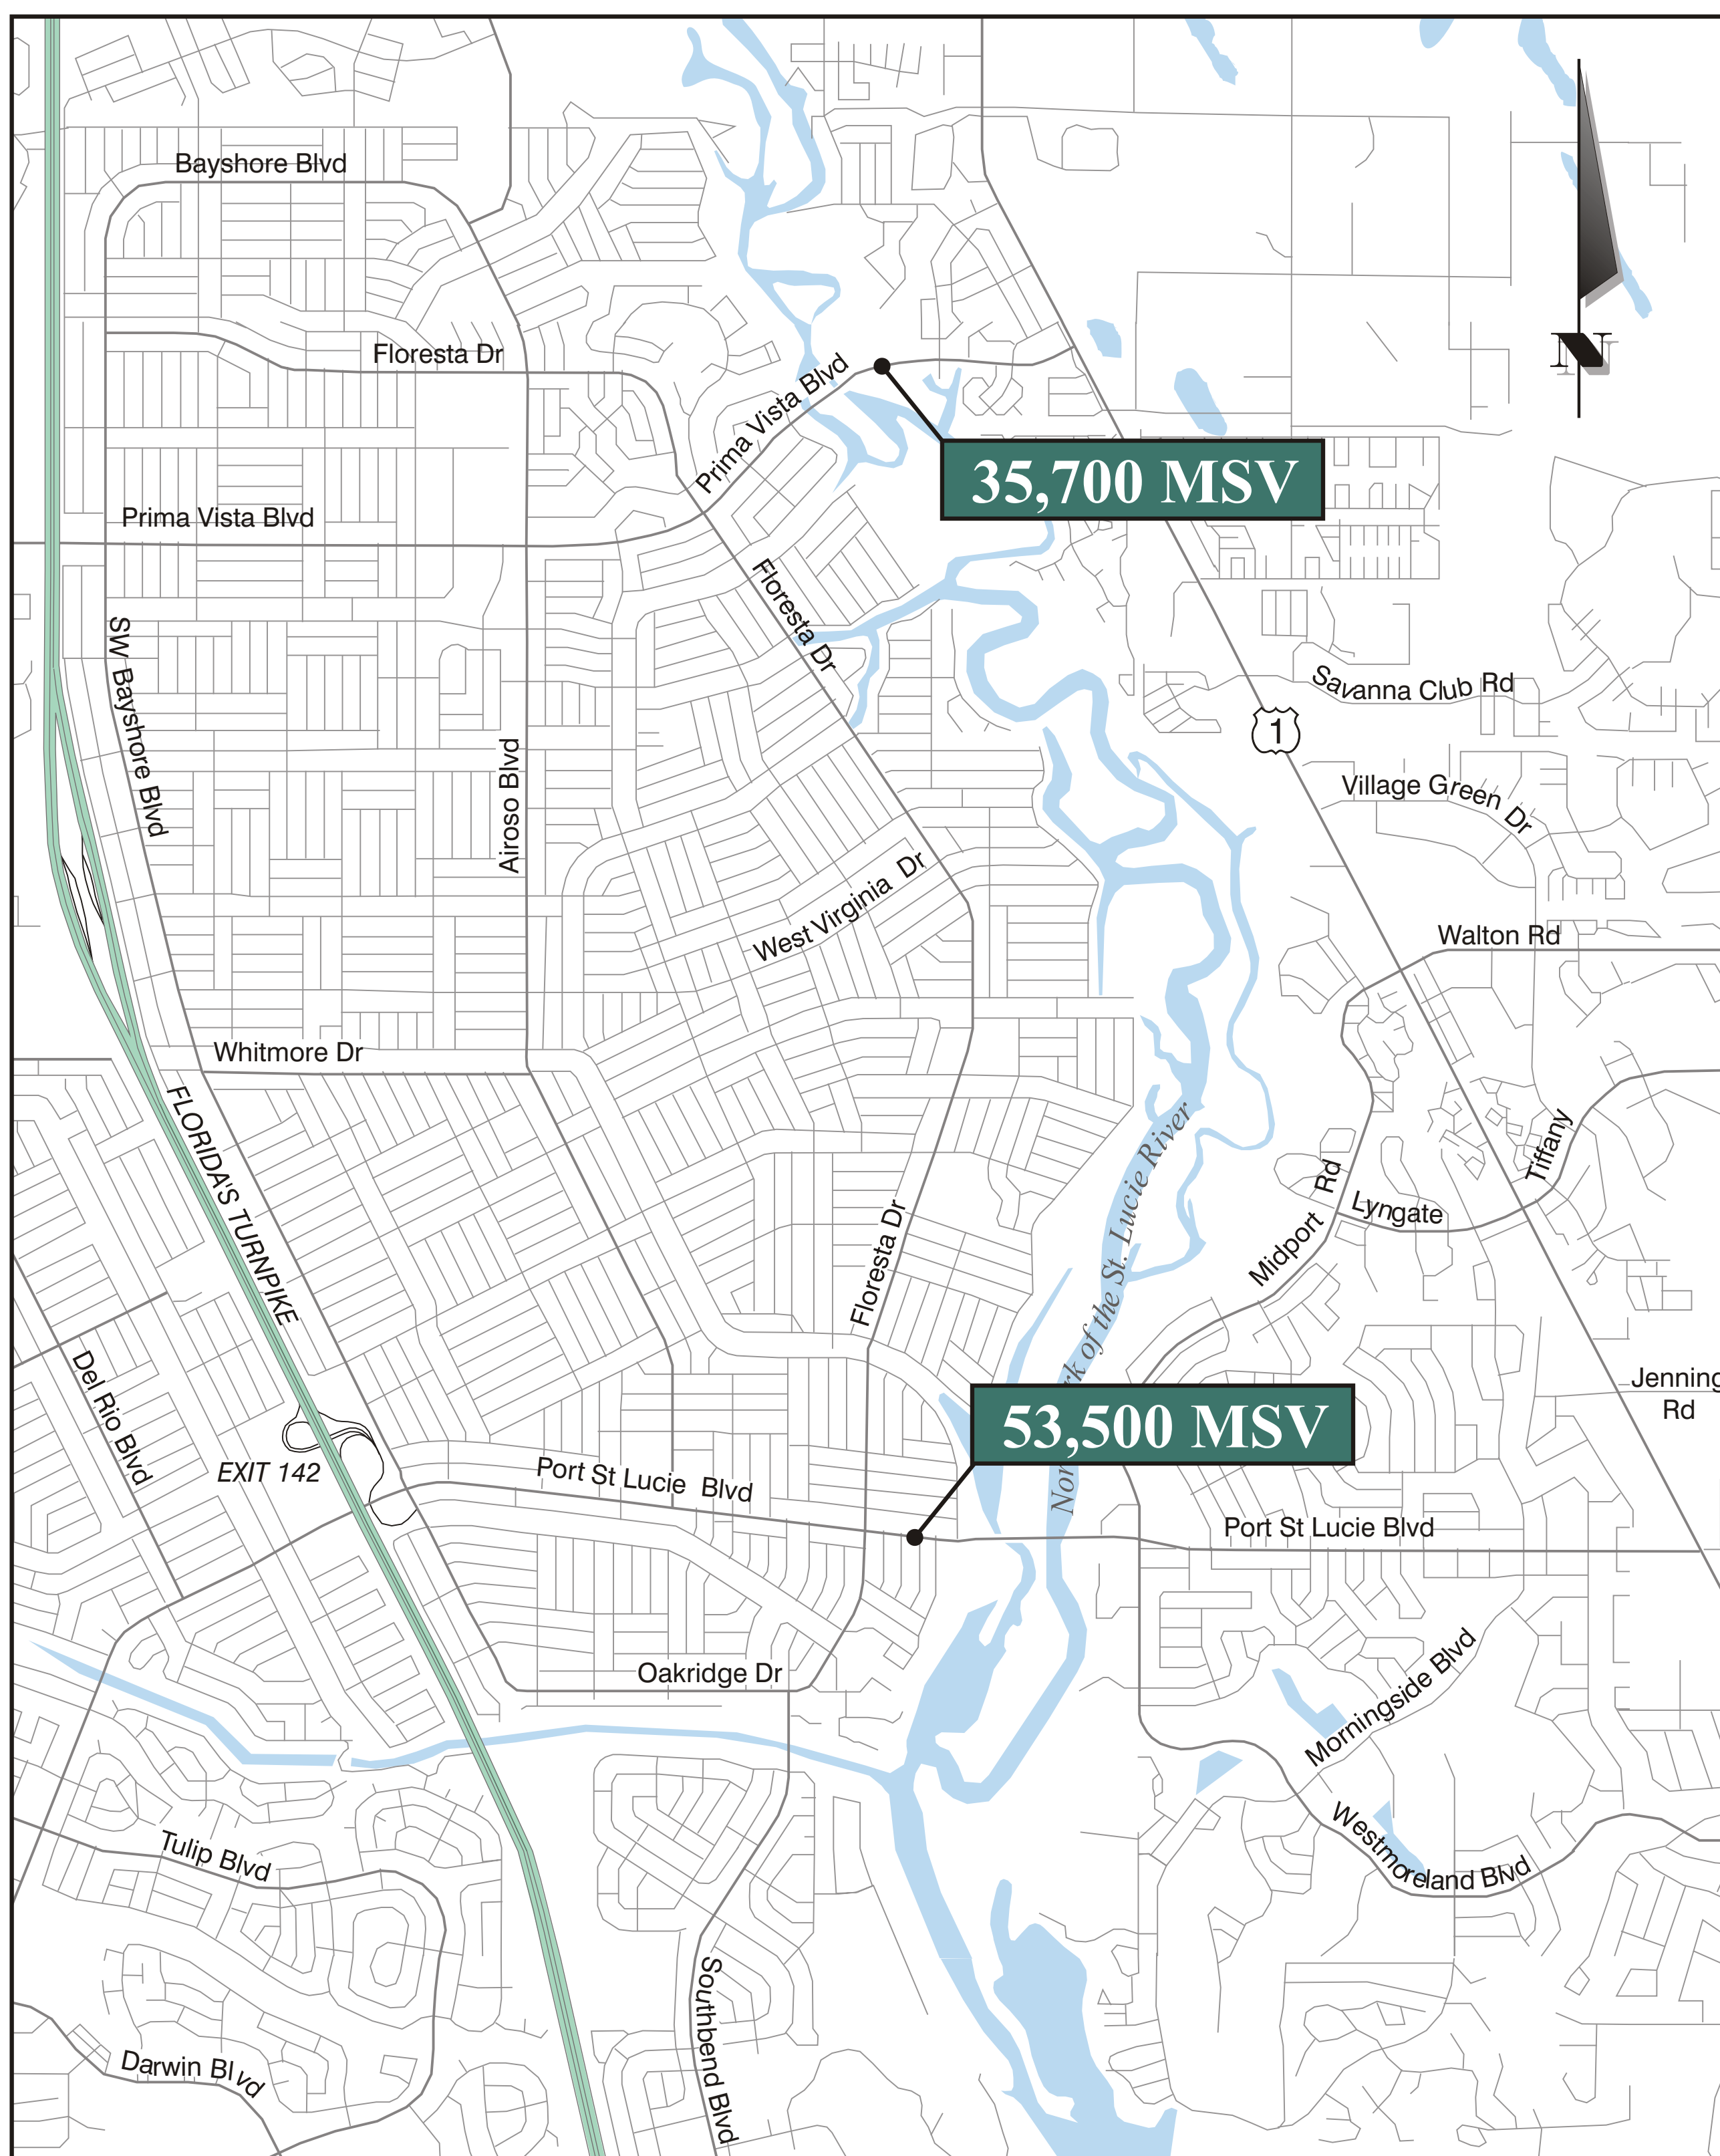 Bayshore Blvd
Floresta Dr
Prima Vista Blvd
N
35,700 MSV
Prima Vista Blvd
Floresta Dr
SW Bayshore Blvd
Savanna Club Rd
1
Airoso Blvd
Village Green Dr
West Virginia Dr
Walton Rd
Whitmore Dr
FLORIDA'S TURNPIKE
Tiffany
Midport Rd
Lyngate
Floresta Dr
rk of the St. Lucie River
Nor
Del Rio Blvd
Jenning
Rd
53,500 MSV
EXIT 142
Port St Lucie Blvd
Port St Lucie Blvd
Oakridge Dr
Morningside Blvd
Westmoreland Blvd
Tulip Blvd
Southbend Blvd
Darwin Blvd